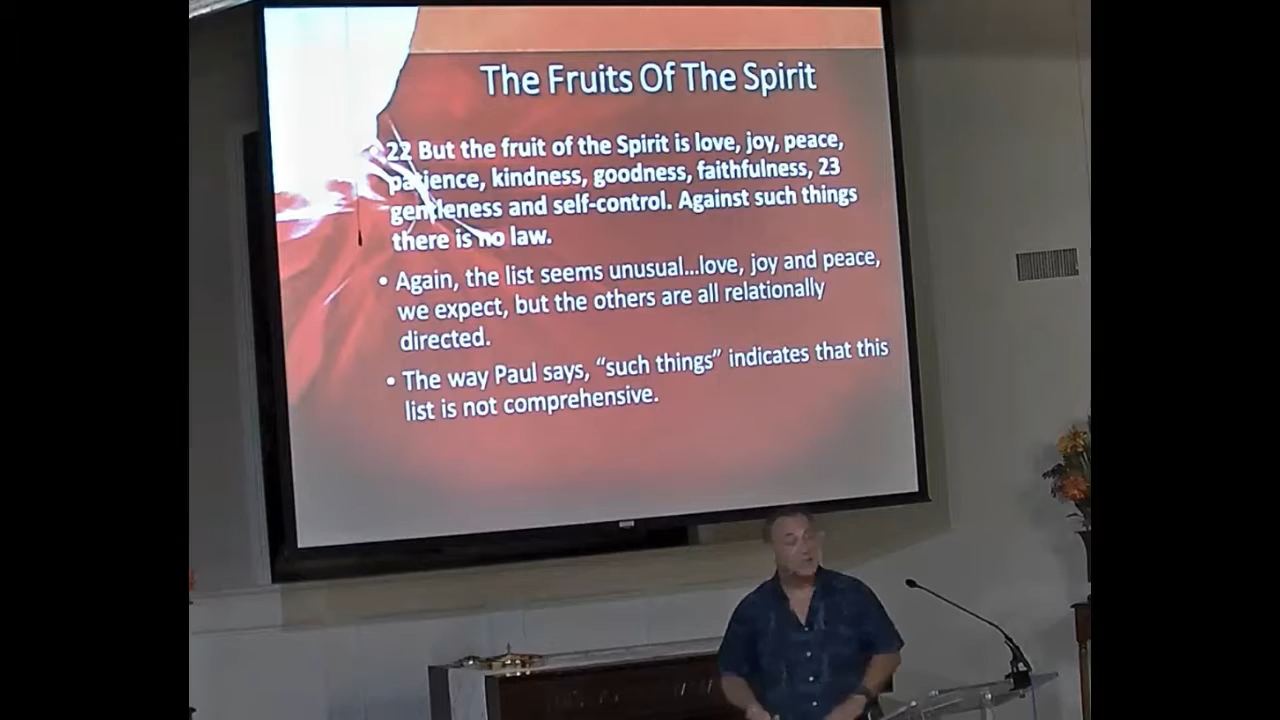 The Fruits Of The Spirit
22 But the fruit of the Spirit is love, joy, peace,
patience, kindness, goodness, faithfulness, 23
gentleness and self-control. Against such things
there is no law.
• Again, the list seems unusual...love, joy and peace,
we expect, but the others are all relationally
directed.
• The way Paul says, “such things” indicates that this
list is not comprehensive.